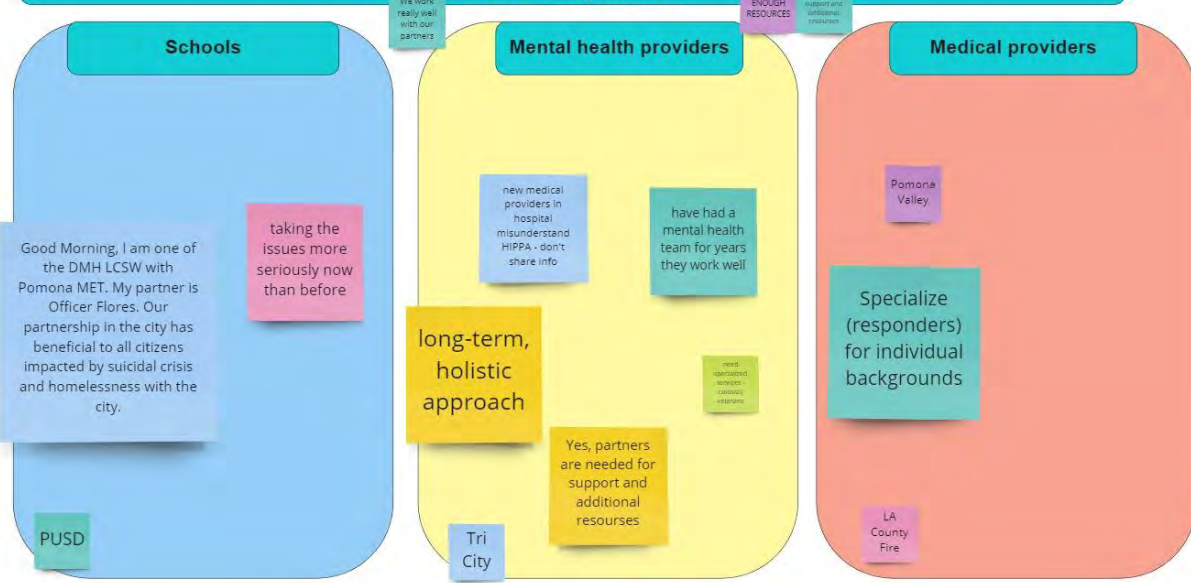 We work
really well
with our
partners
ENOUGH
RESOURCES
support and
additional
resourses
Schools
Mental health providers
Medical providers
Good Morning, I am one of
the DMH LCSW with
Pomona MET. My partner is
Officer Flores. Our
partnership in the city has
beneficial to all citizens
impacted by suicidal crisis
and homelessness with the
city.
taking the
issues more
seriously now
than before
PUSD
new medical
providers in
hospital
misunderstand
HIPPA - don't
share info
have had a
mental health
team for years
they work well
long-term,
holistic
approach
need
specialized
services -
veterans
Yes, partners
are needed for
support and
additional
resourses
Tri
City
Pomona
Valley
Specialize
(responders)
for individual
backgrounds
LA
County
Fire